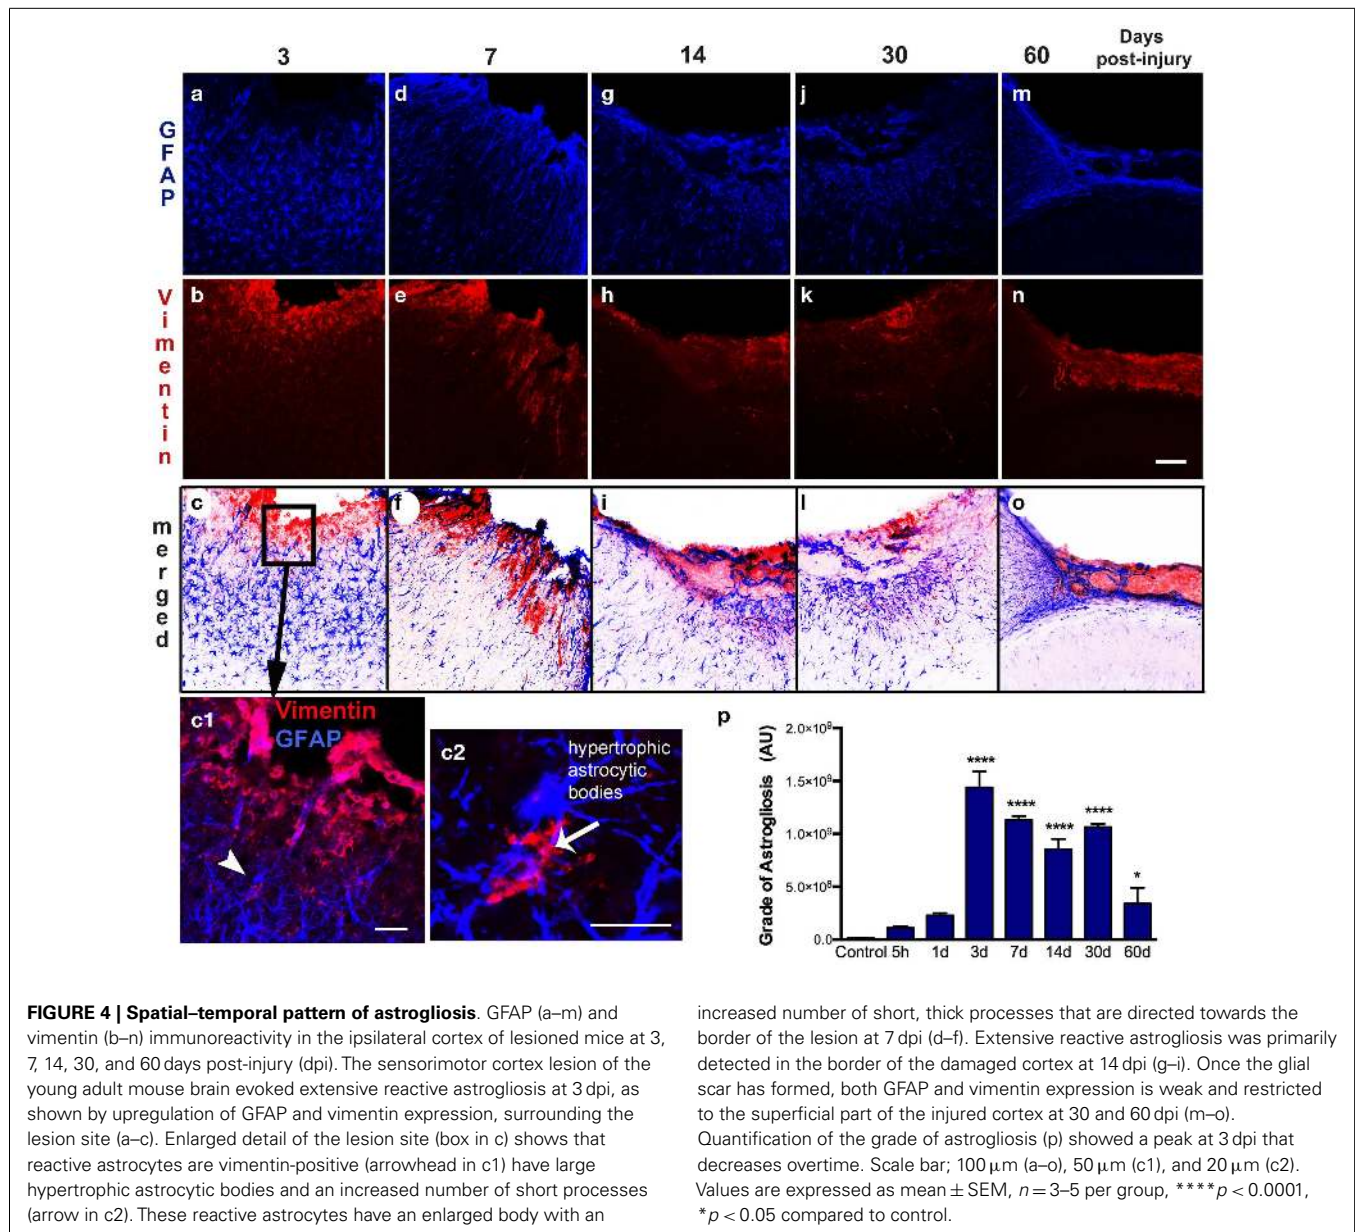 Days
3 7 14 30 60 post-injury
a d g j m
GFAP
b e h k n
Vimentin
c f i l o
merged
c1 Vimentin
GFAP
c2 hypertrophic
astrocytic
bodies
p
Grade of Astrogliosis (AU)
2.0×10⁹
1.5×10⁹
1.0×10⁹
5.0×10⁸
0.0
**** **** **** **** *
Control 5h 1d 3d 7d 14d 30d 60d
FIGURE 4 | Spatial–temporal pattern of astrogliosis. GFAP (a–m) and
vimentin (b–n) immunoreactivity in the ipsilateral cortex of lesioned mice at 3,
7, 14, 30, and 60 days post-injury (dpi). The sensorimotor cortex lesion of the
young adult mouse brain evoked extensive reactive astrogliosis at 3 dpi, as
shown by upregulation of GFAP and vimentin expression, surrounding the
lesion site (a–c). Enlarged detail of the lesion site (box in c) shows that
reactive astrocytes are vimentin-positive (arrowhead in c1) have large
hypertrophic astrocytic bodies and an increased number of short processes
(arrow in c2). These reactive astrocytes have an enlarged body with an
increased number of short, thick processes that are directed towards the
border of the lesion at 7 dpi (d–f). Extensive reactive astrogliosis was primarily
detected in the border of the damaged cortex at 14 dpi (g–i). Once the glial
scar has formed, both GFAP and vimentin expression is weak and restricted
to the superficial part of the injured cortex at 30 and 60 dpi (m–o).
Quantification of the grade of astrogliosis (p) showed a peak at 3 dpi that
decreases overtime. Scale bar; 100 μm (a–o), 50 μm (c1), and 20 μm (c2).
Values are expressed as mean ± SEM, n = 3–5 per group, ****p < 0.0001,
*p < 0.05 compared to control.